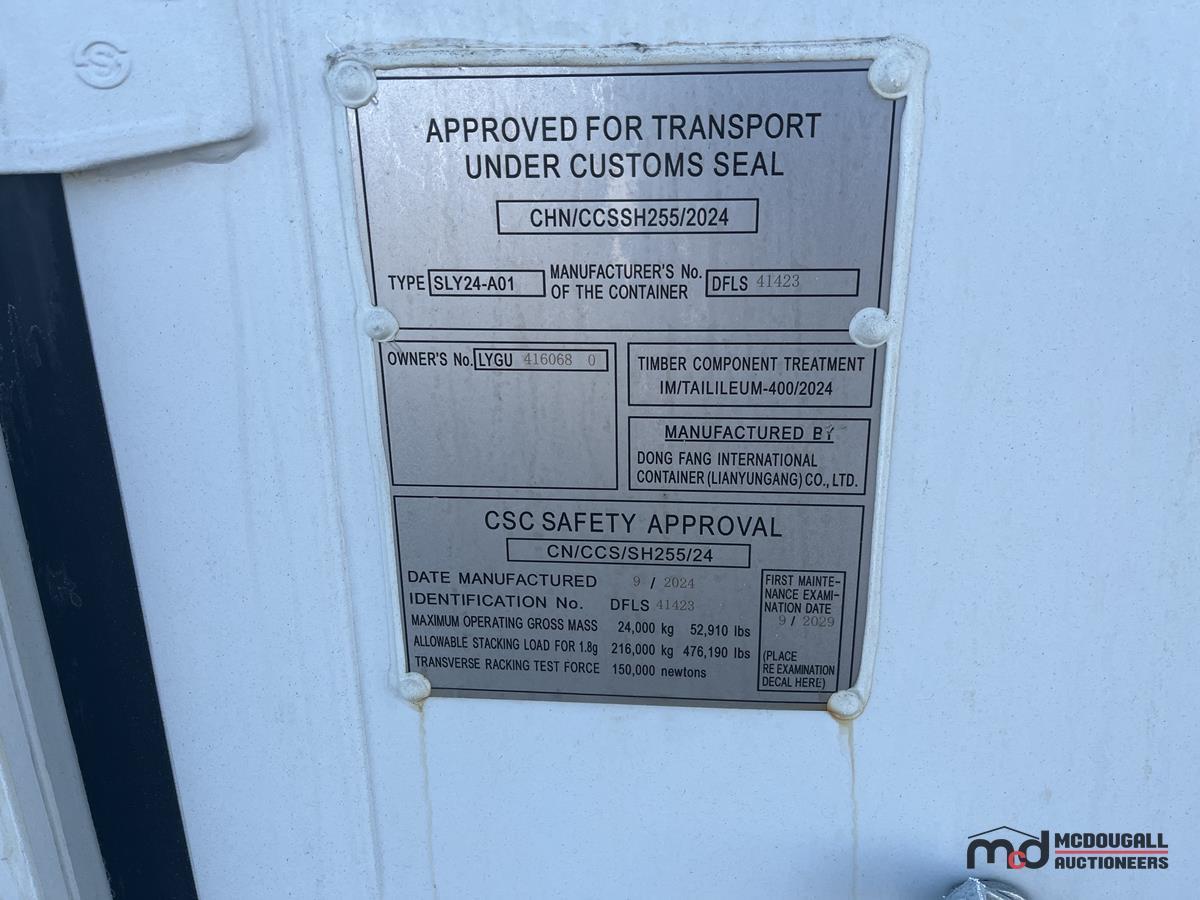 APPROVED FOR TRANSPORT
UNDER CUSTOMS SEAL
CHN/CCSSH255/2024
TYPE SLY24-A01
MANUFACTURER'S No.
OF THE CONTAINER
DFLS 41423
OWNER'S No. LYGU 416068 0
TIMBER COMPONENT TREATMENT
IM/TAILILEUM-400/2024
MANUFACTURED BY
DONG FANG INTERNATIONAL
CONTAINER (LIANYUNGANG) CO., LTD.
CSC SAFETY APPROVAL
CN/CCS/SH255/24
DATE MANUFACTURED 9 / 2024
IDENTIFICATION No. DFLS 41423
MAXIMUM OPERATING GROSS MASS 24,000 kg 52,910 lbs
ALLOWABLE STACKING LOAD FOR 1.8g 216,000 kg 476,190 lbs
TRANSVERSE RACKING TEST FORCE 150,000 newtons
FIRST MAINTE-
NANCE EXAMI-
NATION DATE
9 / 2029
(PLACE
RE EXAMINATION
DECAL HERE)
mcd MCDOUGALL
AUCTIONEERS